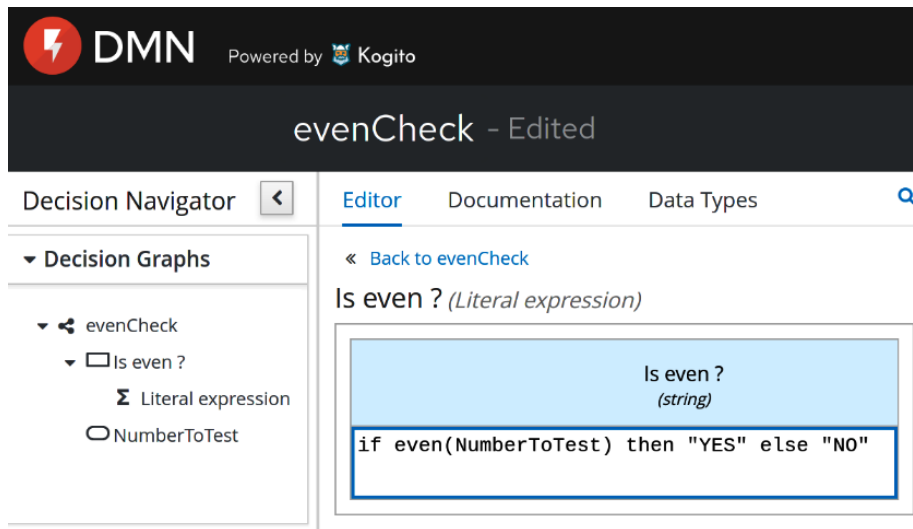 DMN Powered by Kogito
evenCheck - Edited
Decision Navigator
Editor Documentation Data Types
Decision Graphs
evenCheck
Is even ?
Literal expression
NumberToTest
« Back to evenCheck
Is even ? (Literal expression)
Is even ?
(string)
if even(NumberToTest) then "YES" else "NO"